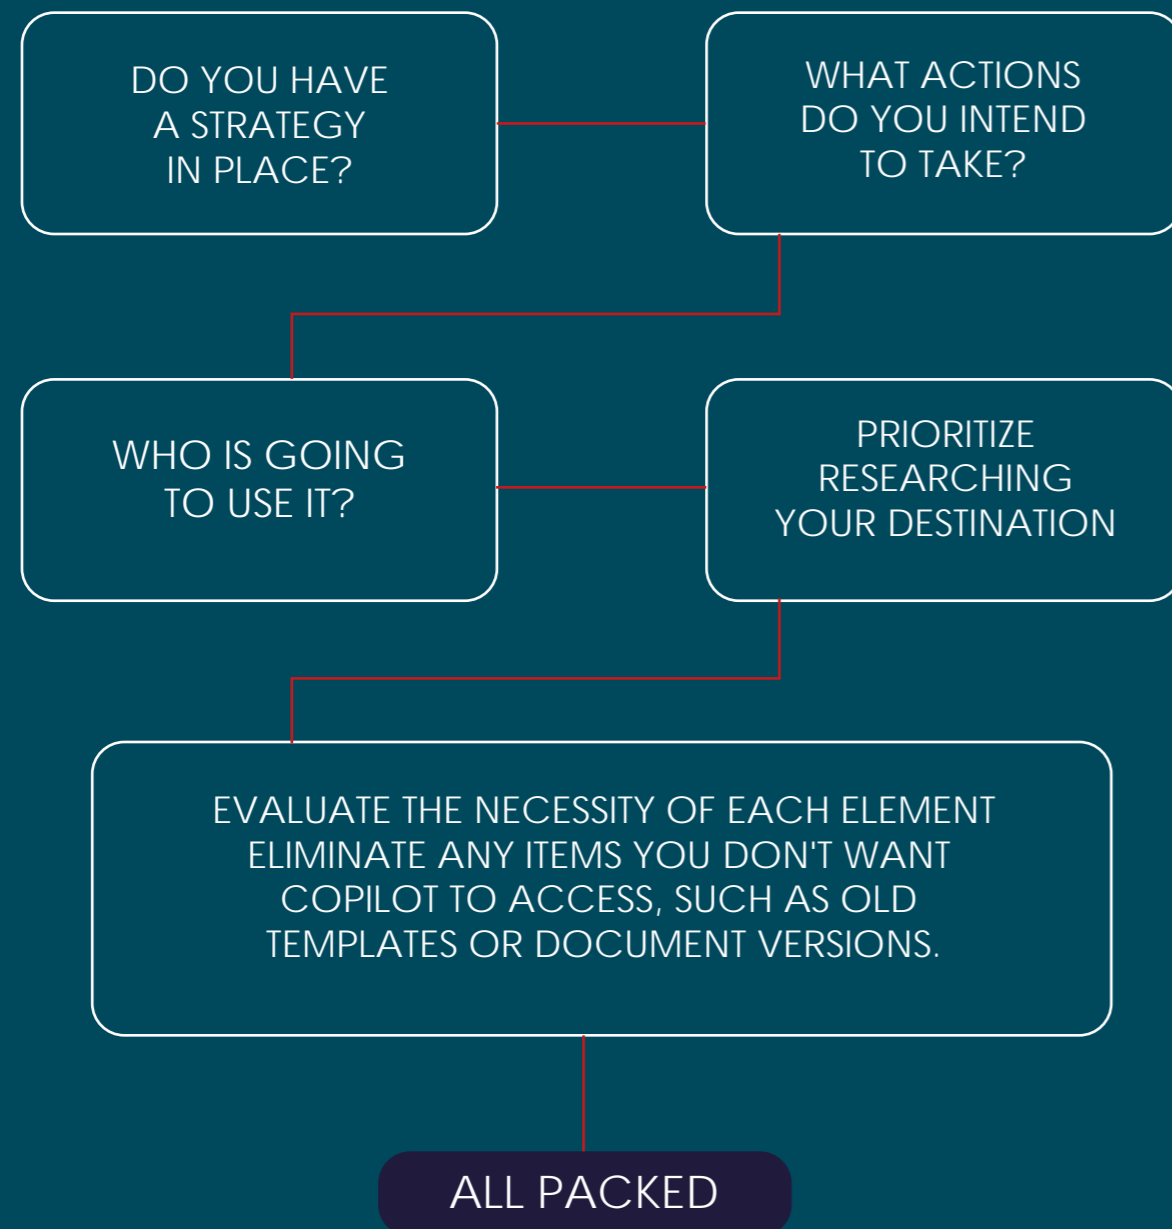 DO YOU HAVE
A STRATEGY
IN PLACE?
WHAT ACTIONS
DO YOU INTEND
TO TAKE?
WHO IS GOING
TO USE IT?
PRIORITIZE
RESEARCHING
YOUR DESTINATION
EVALUATE THE NECESSITY OF EACH ELEMENT
ELIMINATE ANY ITEMS YOU DON'T WANT
COPILOT TO ACCESS, SUCH AS OLD
TEMPLATES OR DOCUMENT VERSIONS.
ALL PACKED